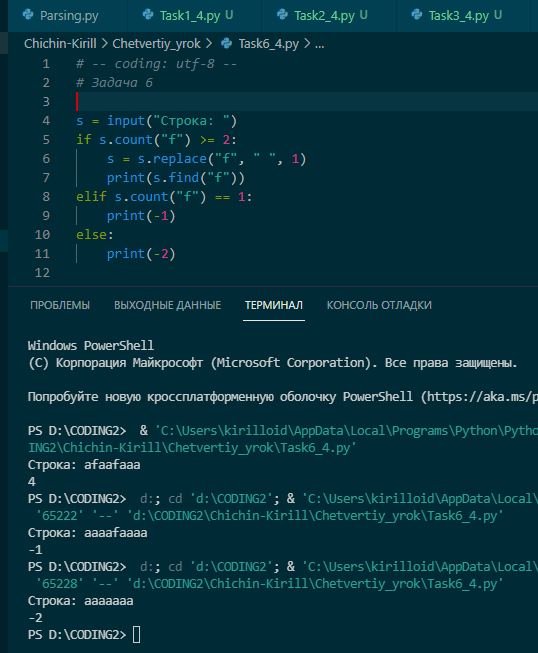 Parsing.py Task1_4.py U Task2_4.py U Task3_4.py U
Chichin-Kirill > Chetvertiy_yrok > Task6_4.py > ...
1 # -- coding: utf-8 --
2 # Задача 6
3
4 s = input("Строка: ")
5 if s.count("f") >= 2:
6 s = s.replace("f", " ", 1)
7 print(s.find("f"))
8 elif s.count("f") == 1:
9 print(-1)
10 else:
11 print(-2)
12
ПРОБЛЕМЫ ВЫХОДНЫЕ ДАННЫЕ ТЕРМИНАЛ КОНСОЛЬ ОТЛАДКИ
Windows PowerShell
(C) Корпорация Майкрософт (Microsoft Corporation). Все права защищены.
Попробуйте новую кроссплатформенную оболочку PowerShell (https://aka.ms/p
PS D:\CODING2> & 'C:\Users\kirilloid\AppData\Local\Programs\Python\Pytho
ING2\Chichin-Kirill\Chetvertiy_yrok\Task6_4.py'
Строка: afaafaaa
4
PS D:\CODING2> d:; cd 'd:\CODING2'; & 'C:\Users\kirilloid\AppData\Local\
'65222' '--' 'd:\CODING2\Chichin-Kirill\Chetvertiy_yrok\Task6_4.py'
Строка: aaaafaaaa
-1
PS D:\CODING2> d:; cd 'd:\CODING2'; & 'C:\Users\kirilloid\AppData\Local\
'65228' '--' 'd:\CODING2\Chichin-Kirill\Chetvertiy_yrok\Task6_4.py'
Строка: aaaaaaa
-2
PS D:\CODING2>